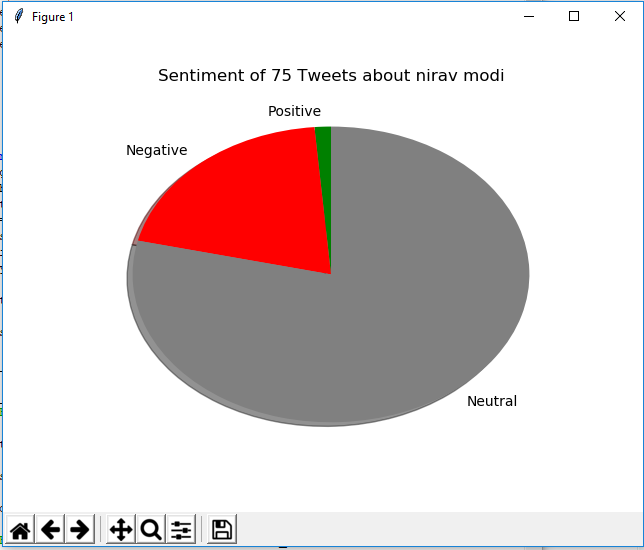 Figure 1
Sentiment of 75 Tweets about nirav modi
Positive
Negative
Neutral